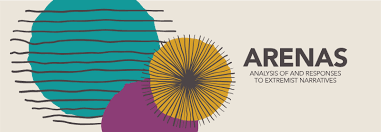 ARENAS
ANALYSIS OF AND RESPONSES
TO EXTREMIST NARRATIVES